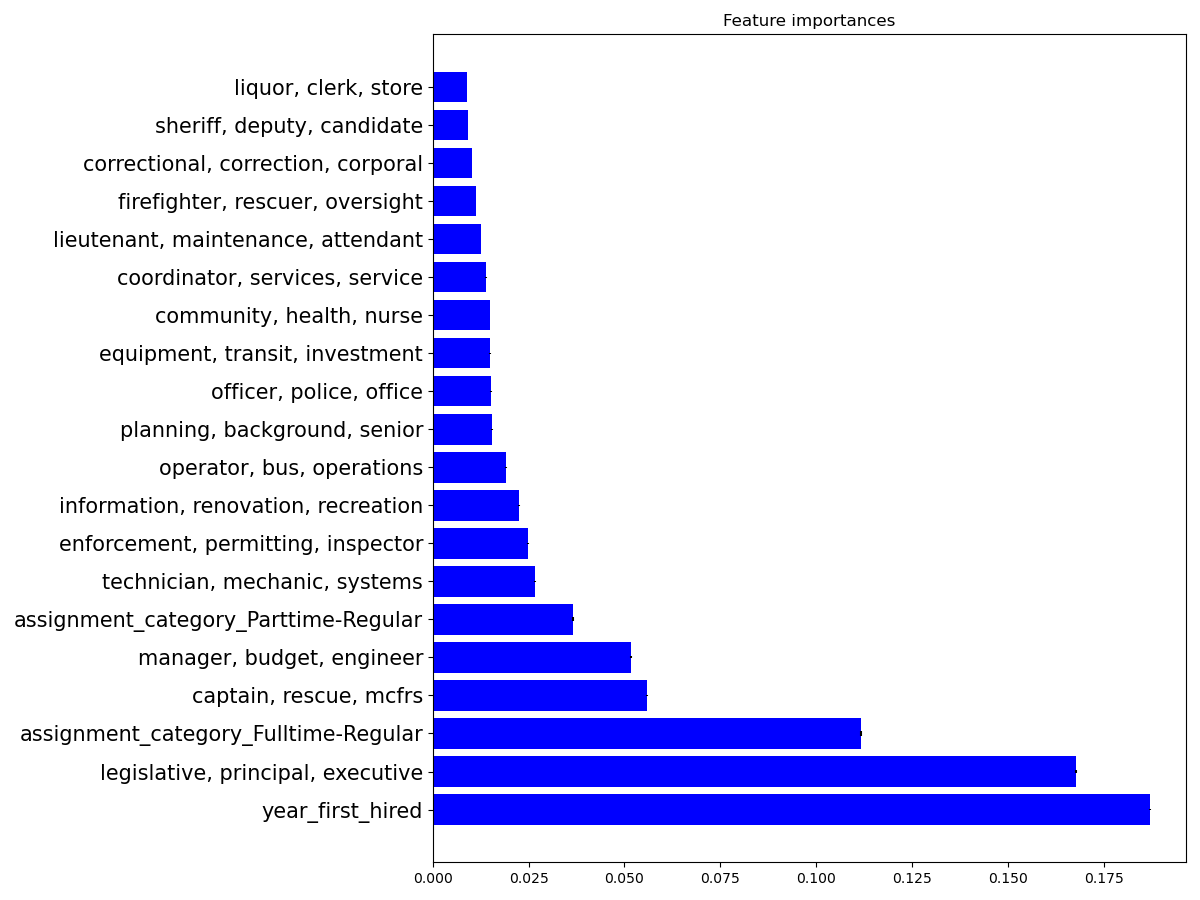 Feature importances
liquor, clerk, store
sheriff, deputy, candidate
correctional, correction, corporal
firefighter, rescuer, oversight
lieutenant, maintenance, attendant
coordinator, services, service
community, health, nurse
equipment, transit, investment
officer, police, office
planning, background, senior
operator, bus, operations
information, renovation, recreation
enforcement, permitting, inspector
technician, mechanic, systems
assignment_category_Parttime-Regular
manager, budget, engineer
captain, rescue, mcfrs
assignment_category_Fulltime-Regular
legislative, principal, executive
year_first_hired
0.000 0.025 0.050 0.075 0.100 0.125 0.150 0.175